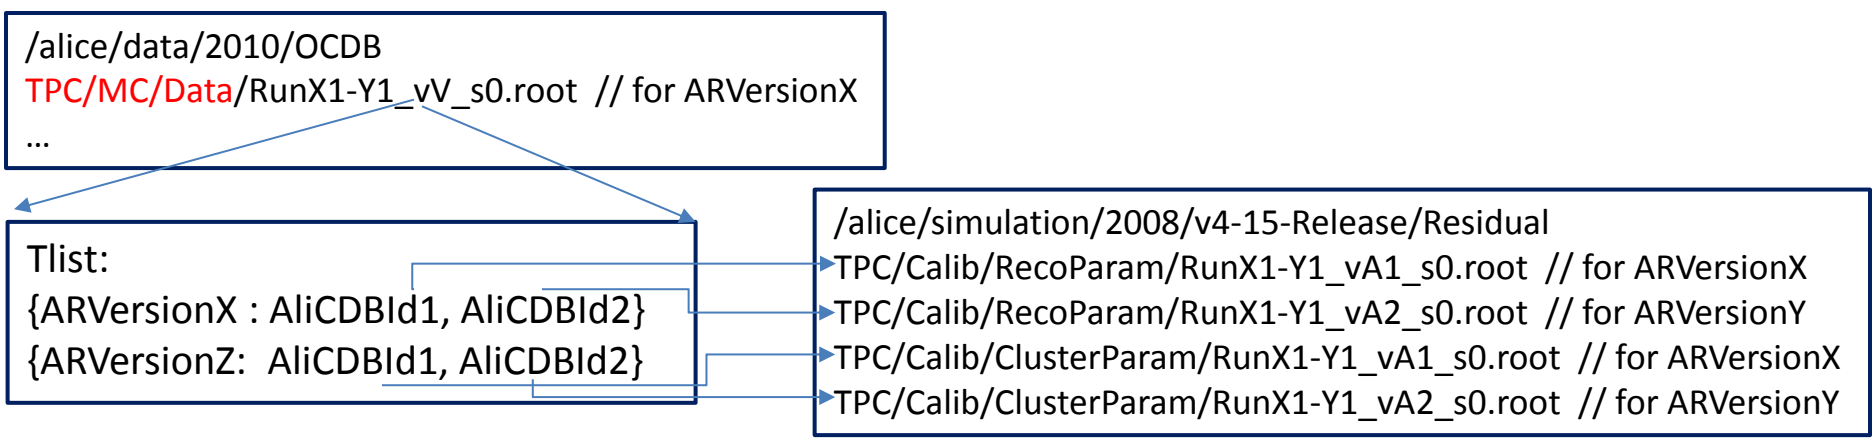 /alice/data/2010/OCDB
TPC/MC/Data/RunX1-Y1_vV_s0.root // for ARVersionX
...
Tlist:
{ARVersionX : AliCDBId1, AliCDBId2}
{ARVersionZ: AliCDBId1, AliCDBId2}
/alice/simulation/2008/v4-15-Release/Residual
TPC/Calib/RecoParam/RunX1-Y1_vA1_s0.root // for ARVersionX
TPC/Calib/RecoParam/RunX1-Y1_vA2_s0.root // for ARVersionY
TPC/Calib/ClusterParam/RunX1-Y1_vA1_s0.root // for ARVersionX
TPC/Calib/ClusterParam/RunX1-Y1_vA2_s0.root // for ARVersionY